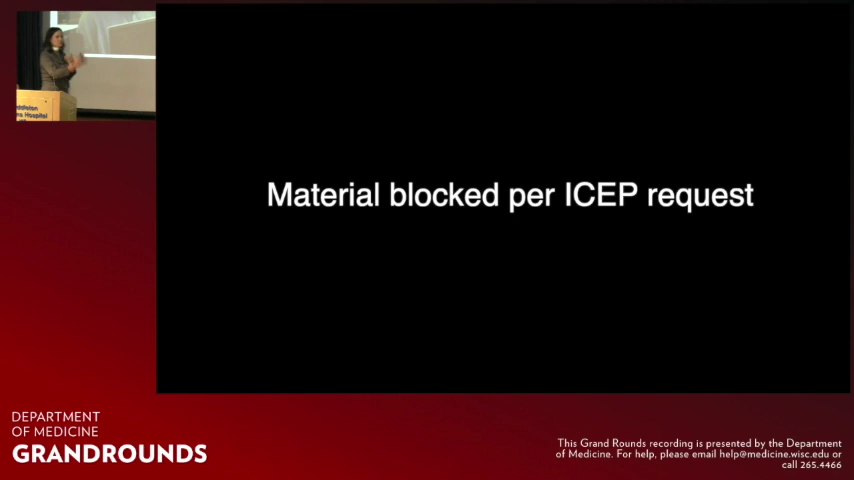 Material blocked per ICEP request
Hospital
DEPARTMENT
OF MEDICINE
GRANDROUNDS
This Grand Rounds recording is presented by the Department
of Medicine. For help, please email help@medicine.wisc.edu or
call 265.4466